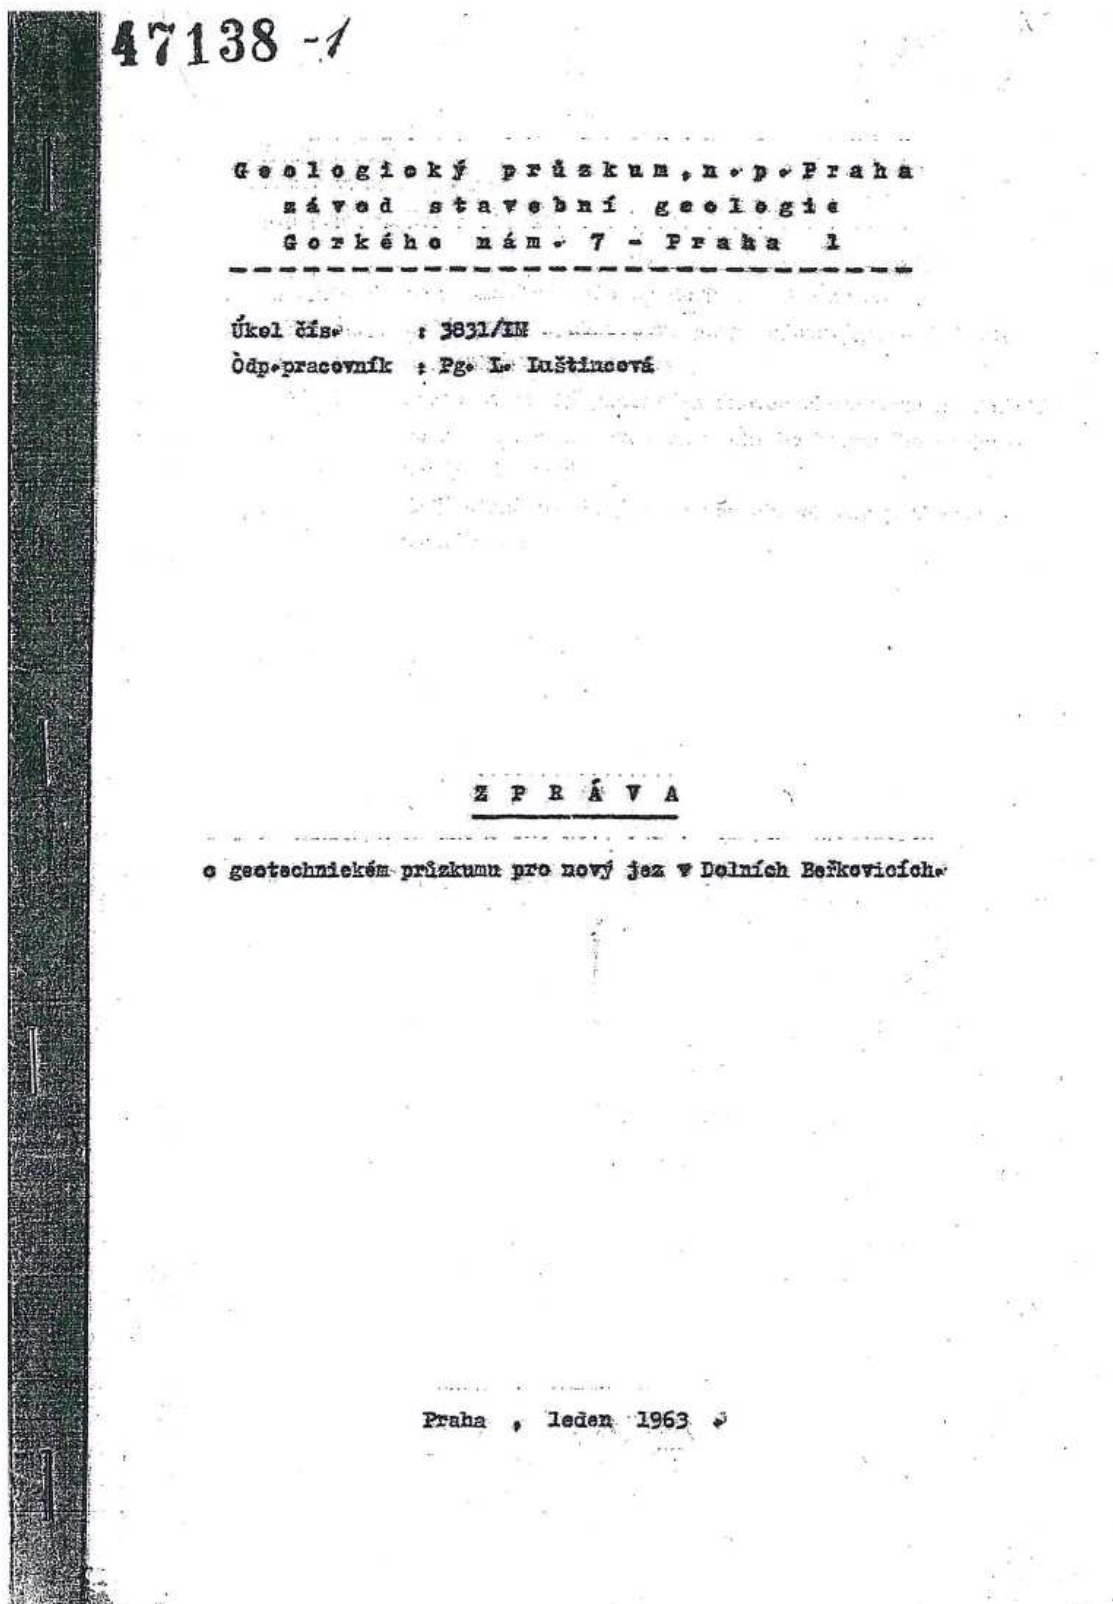 47138 -1
Geologický průzkum, n.p. Praha
závod stavební geologie
Gorkého nám. 7 - Praha 1
Úkol čís. : 3831/IM
Odp.pracovník : Pg. L. Luštincová
ZPRÁVA
o geotechnickém průzkumu pro nový jez v Dolních Beřkovicích.
Praha , leden 1963 .